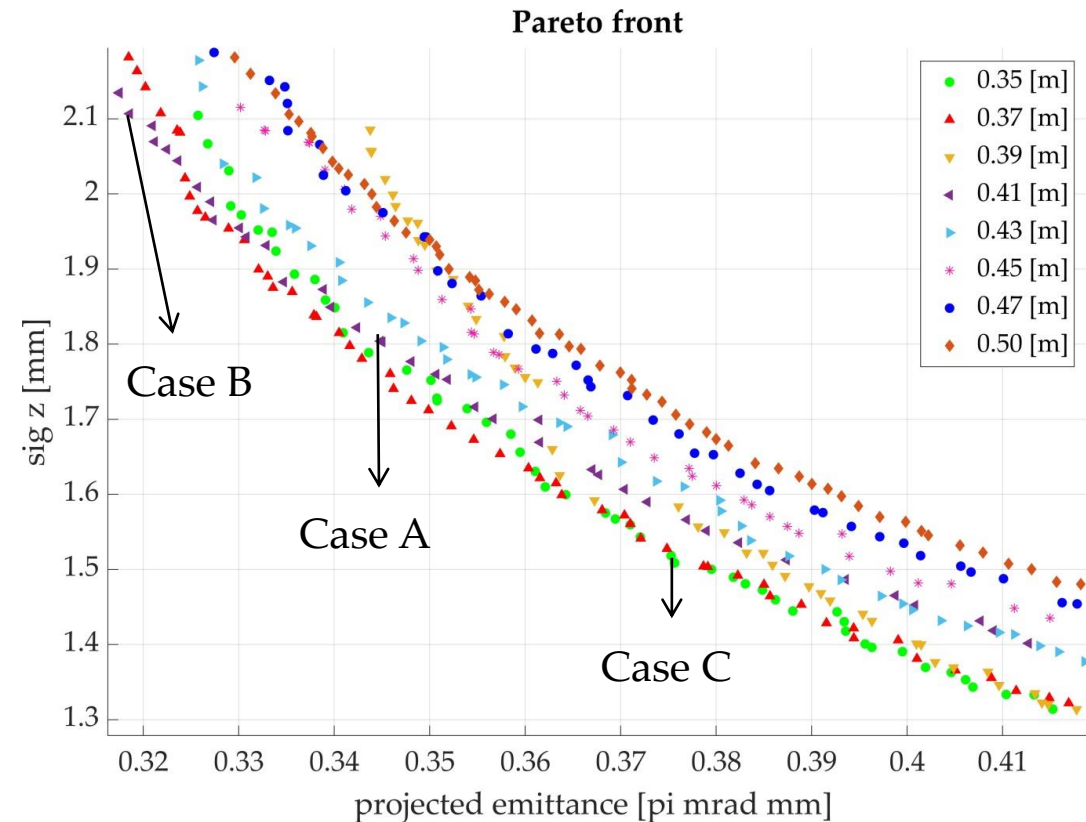 Pareto front
sig z [mm]
2.1
2
1.9
1.8
1.7
1.6
1.5
1.4
1.3
0.35 [m]
0.37 [m]
0.39 [m]
0.41 [m]
0.43 [m]
0.45 [m]
0.47 [m]
0.50 [m]
Case B
Case A
Case C
0.32 0.33 0.34 0.35 0.36 0.37 0.38 0.39 0.4 0.41
projected emittance [pi mrad mm]